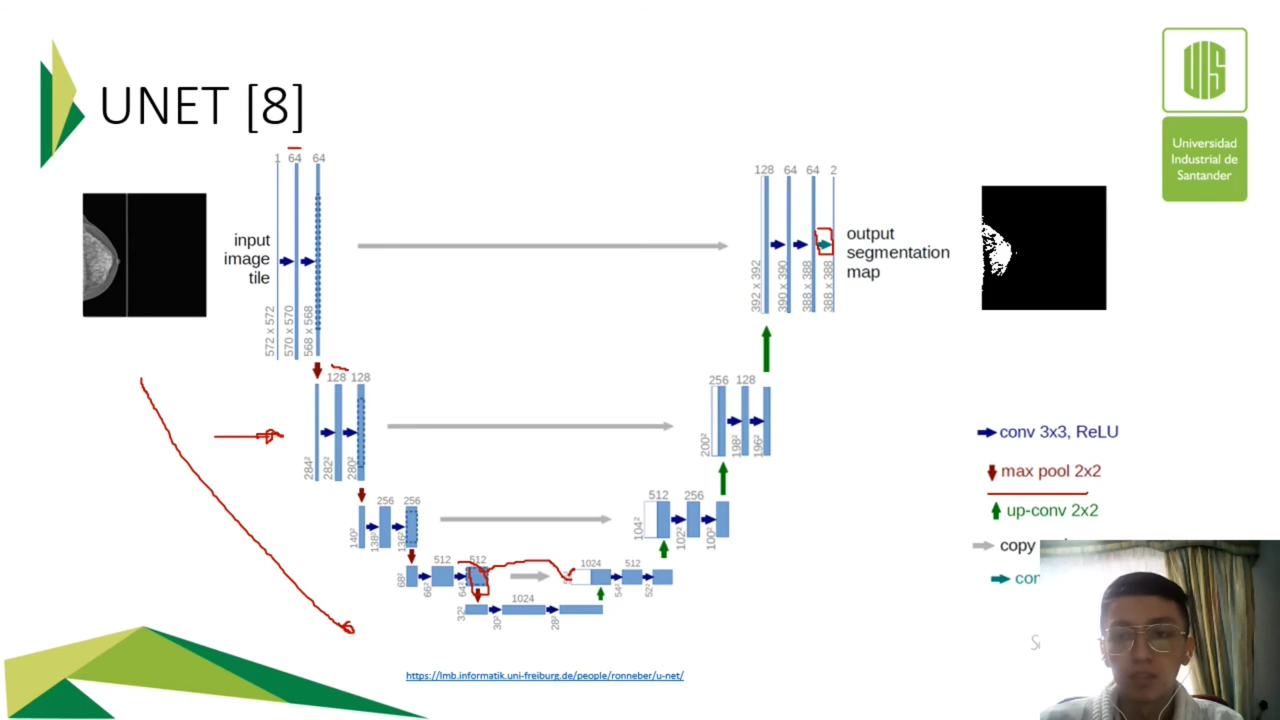 UNET [8]
Universidad
Industrial de
Santander
1 64 64
input
image
tile
572 x 572
570 x 570
568 x 568
128 64 64 2
output
segmentation
map
392 x 392
390 x 390
388 x 388
388 x 388
128 128
284²
282²
280²
256 128
200²
198²
196²
256 256
140²
138²
136²
512 256
104²
102²
100²
512 512
68²
66²
64²
1024 512
54²
52²
1024
32²
30²
28²
conv 3x3, ReLU
max pool 2x2
up-conv 2x2
copy
https://lmb.informatik.uni-freiburg.de/people/ronneber/u-net/